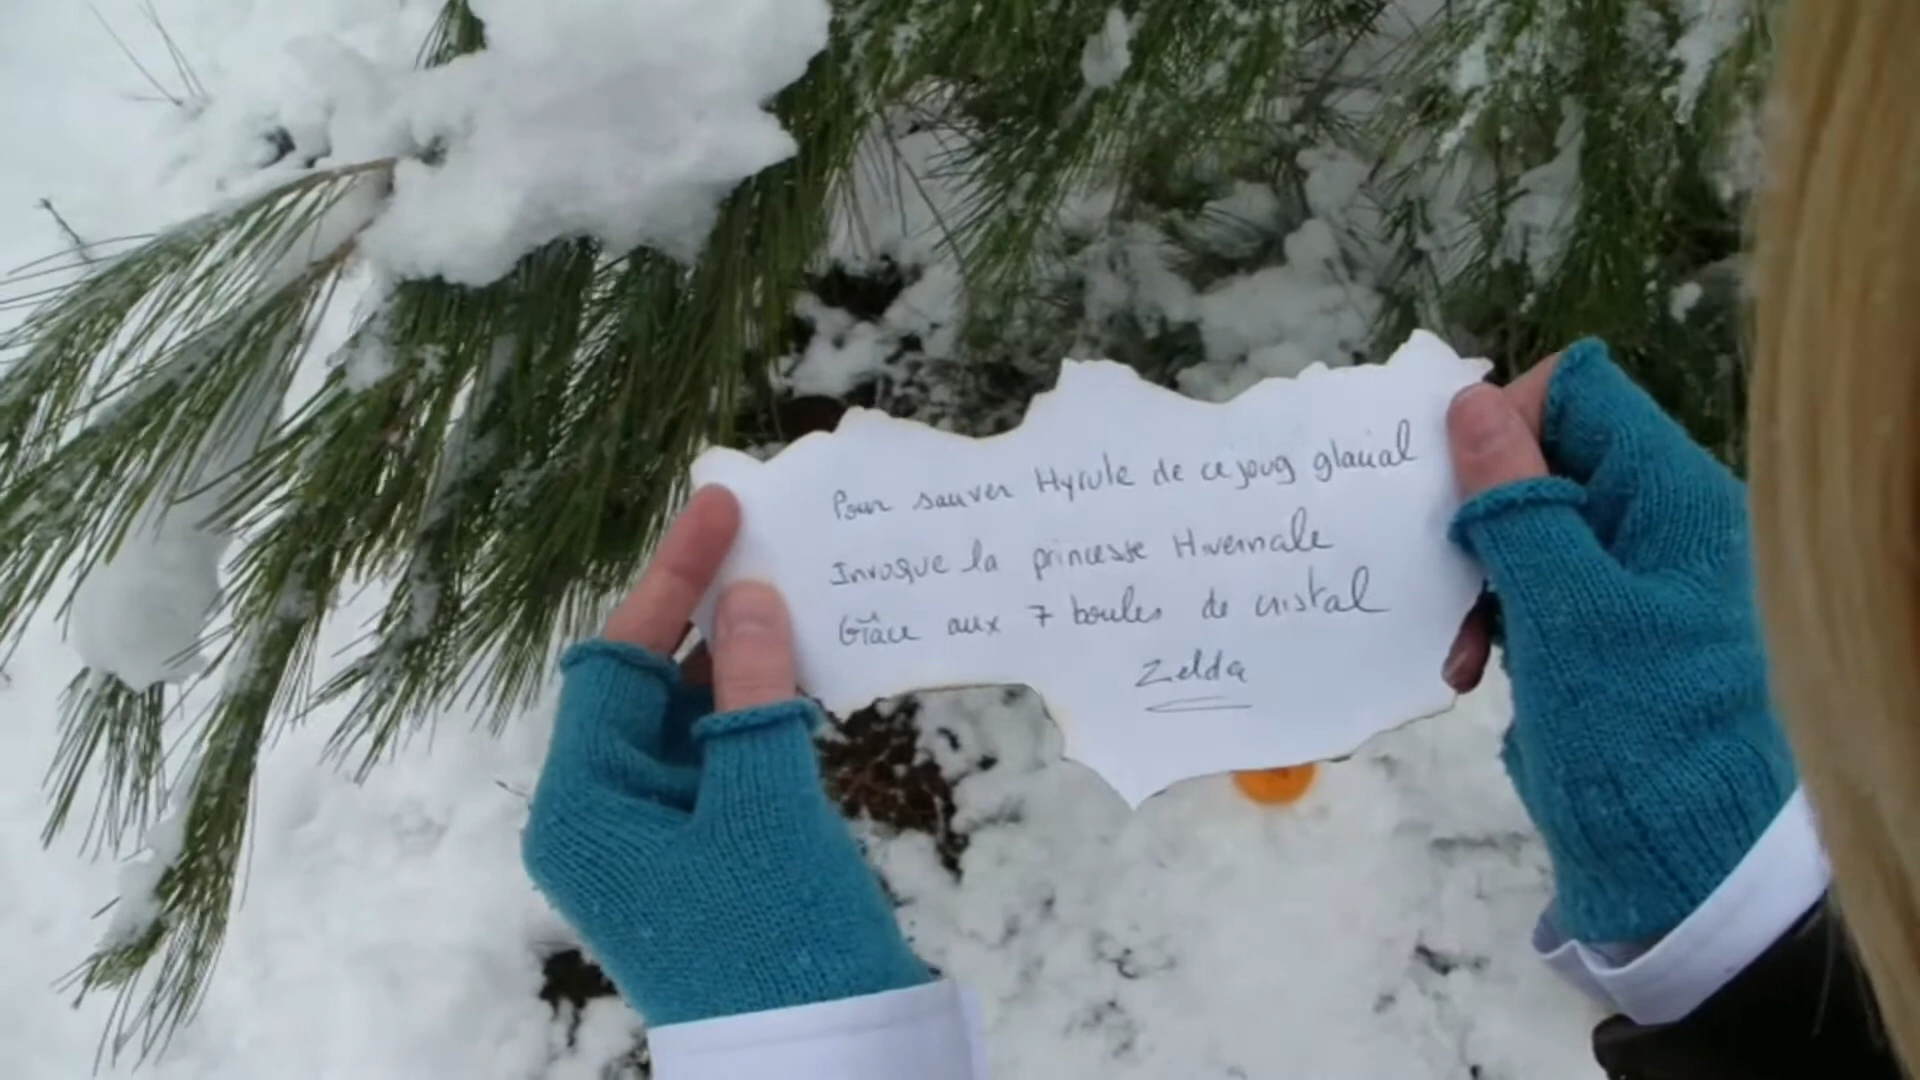 Pour sauver Hyrule de ce joug glacial
Invoque la princesse Hivernale
Grâce aux 7 boules de cristal
Zelda